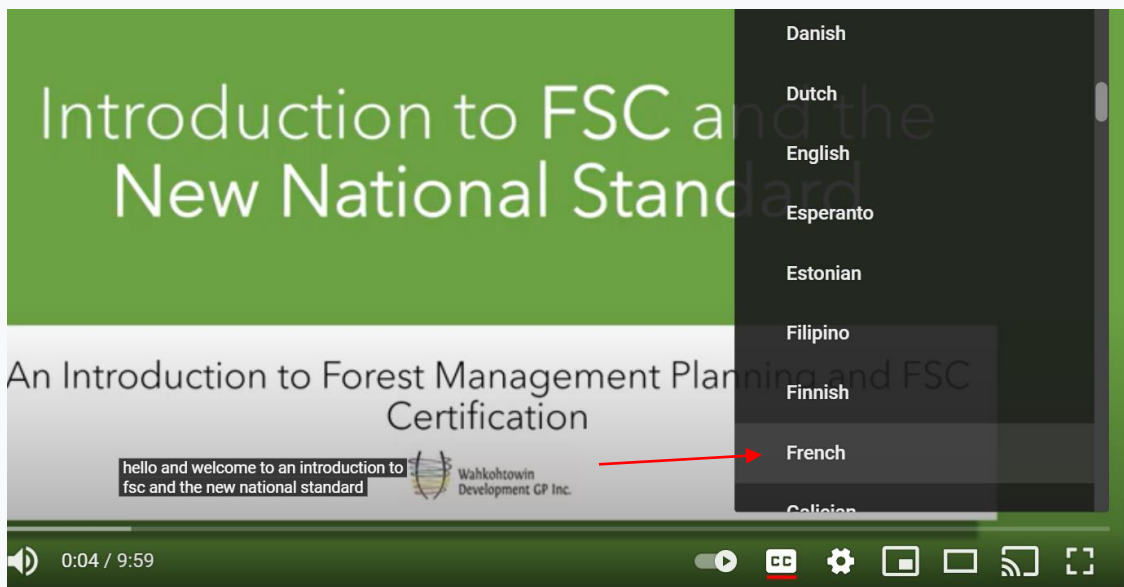 Introduction to FSC and the
New National Standard
An Introduction to Forest Management Planning and FSC
Certification
hello and welcome to an introduction to
fsc and the new national standard
Wahkohtowin
Development GP Inc.
Danish
Dutch
English
Esperanto
Estonian
Filipino
Finnish
French
Galician
0:04 / 9:59
CC